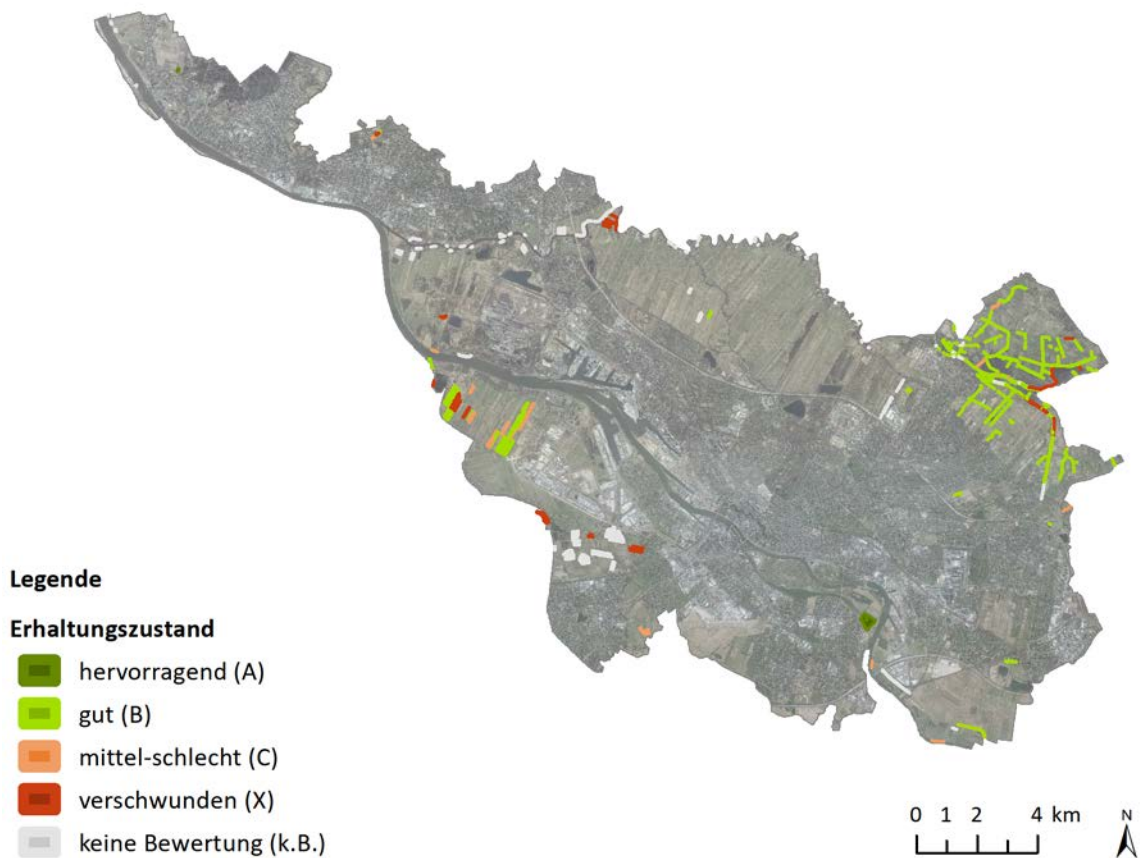 Legende
Erhaltungszustand
hervorragend (A)
gut (B)
mittel-schlecht (C)
verschwunden (X)
keine Bewertung (k.B.)
0 1 2 4 km
N